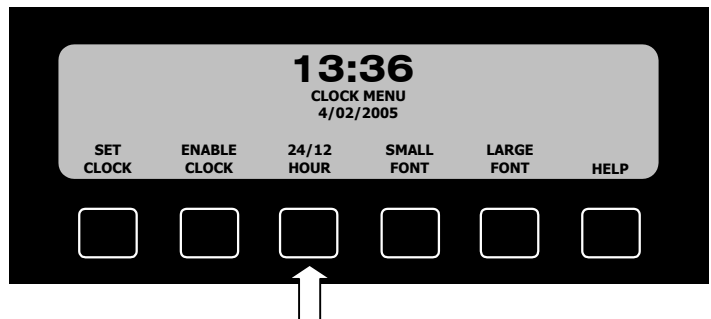 13:36
CLOCK MENU
4/02/2005
SET CLOCK
ENABLE CLOCK
24/12 HOUR
SMALL FONT
LARGE FONT
HELP